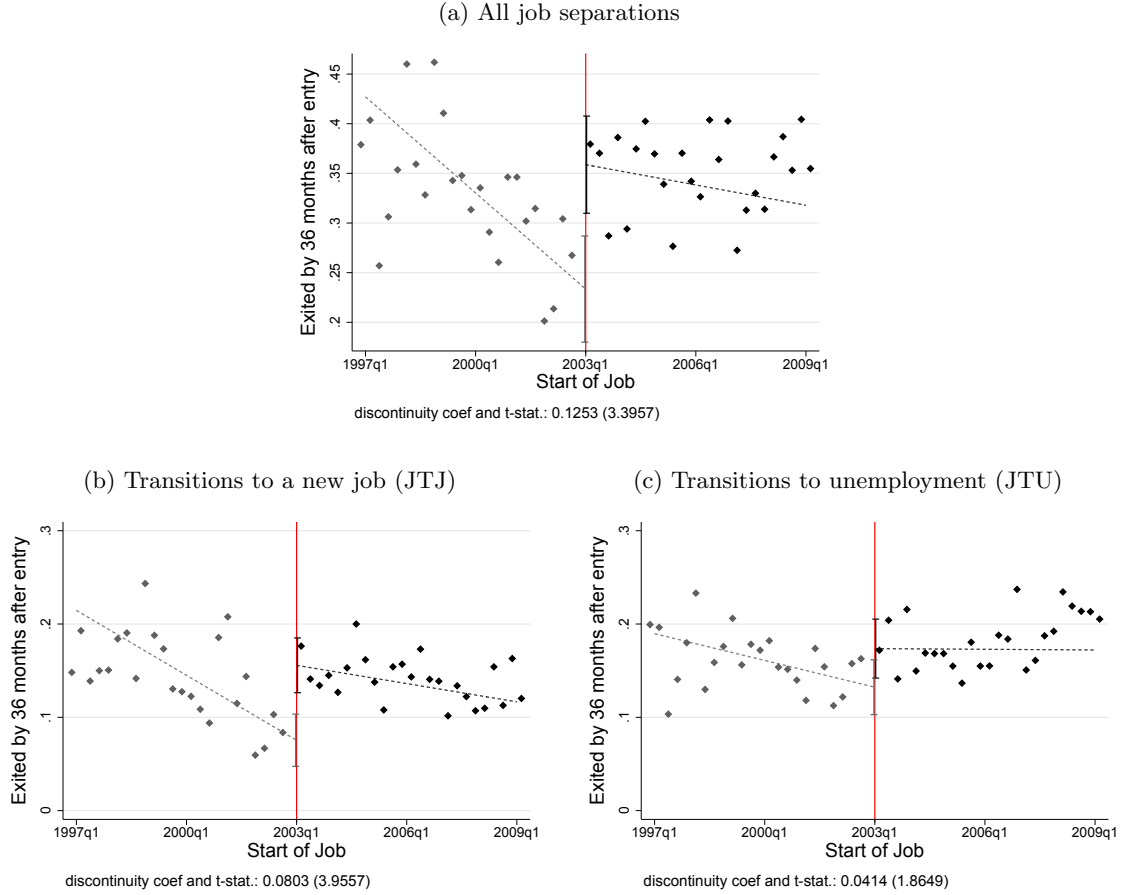 (a) All job separations
Exited by 36 months after entry
.45
.4
.35
.3
.25
.2
1997q1 2000q1 2003q1 2006q1 2009q1
Start of Job
discontinuity coef and t-stat.: 0.1253 (3.3957)
(b) Transitions to a new job (JTJ)
Exited by 36 months after entry
.3
.2
.1
0
1997q1 2000q1 2003q1 2006q1 2009q1
Start of Job
discontinuity coef and t-stat.: 0.0803 (3.9557)
(c) Transitions to unemployment (JTU)
Exited by 36 months after entry
.3
.2
.1
0
1997q1 2000q1 2003q1 2006q1 2009q1
Start of Job
discontinuity coef and t-stat.: 0.0414 (1.8649)